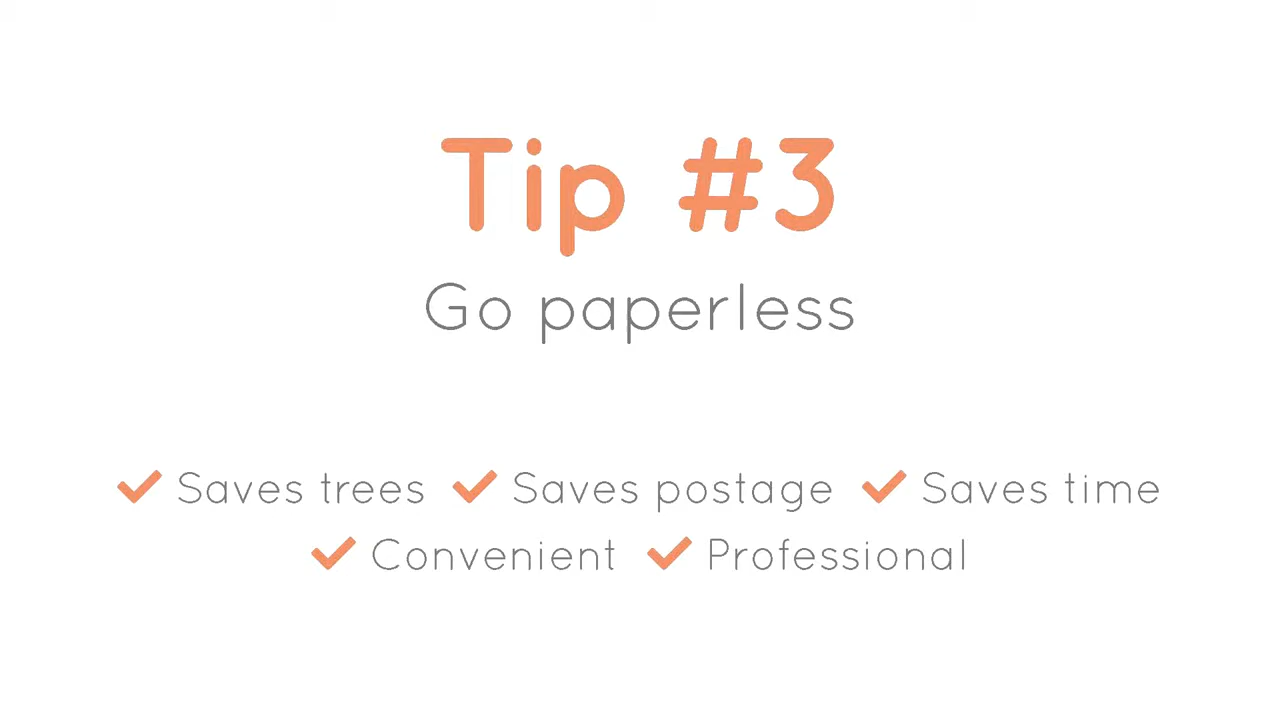 Tip #3
Go paperless
✔ Saves trees ✔ Saves postage ✔ Saves time
✔ Convenient ✔ Professional